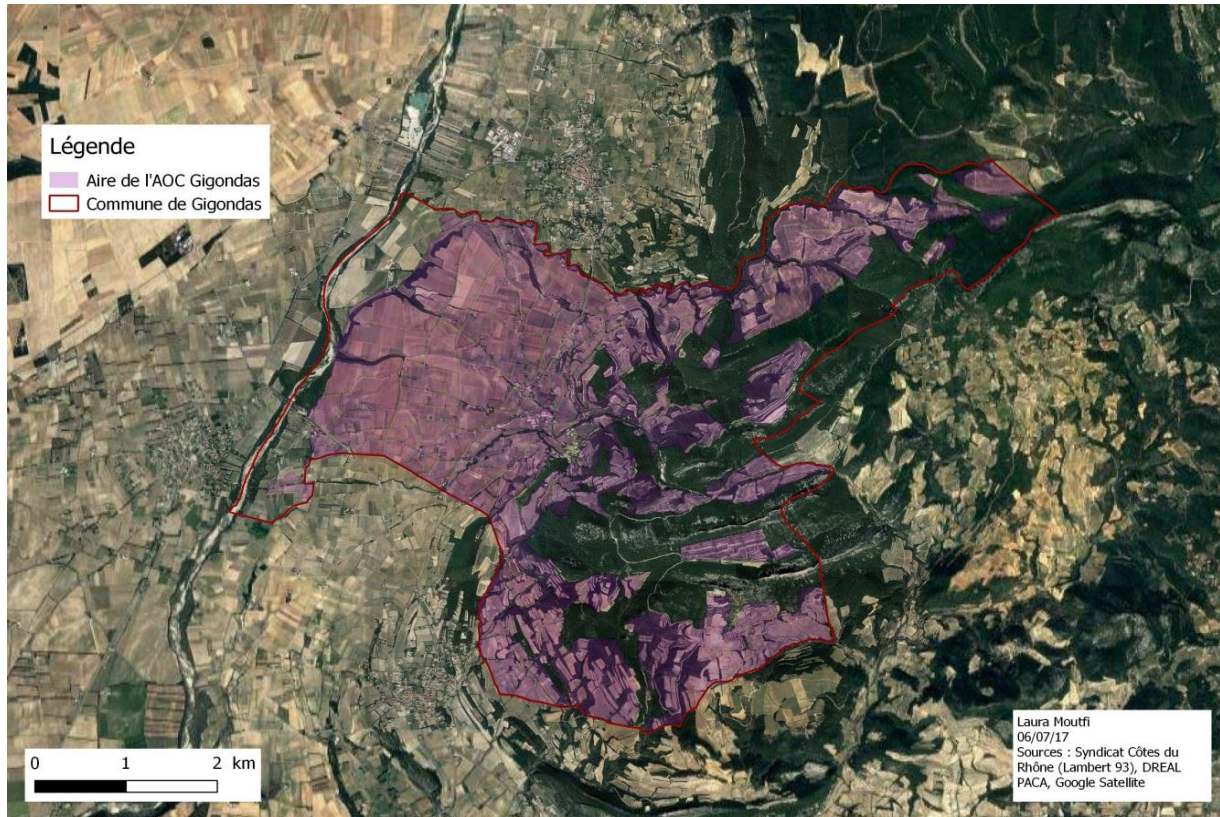 Légende
Aire de l'AOC Gigondas
Commune de Gigondas
0 1 2 km
Laura Moutfi
06/07/17
Sources : Syndicat Côtes du
Rhône (Lambert 93), DREAL
PACA, Google Satellite